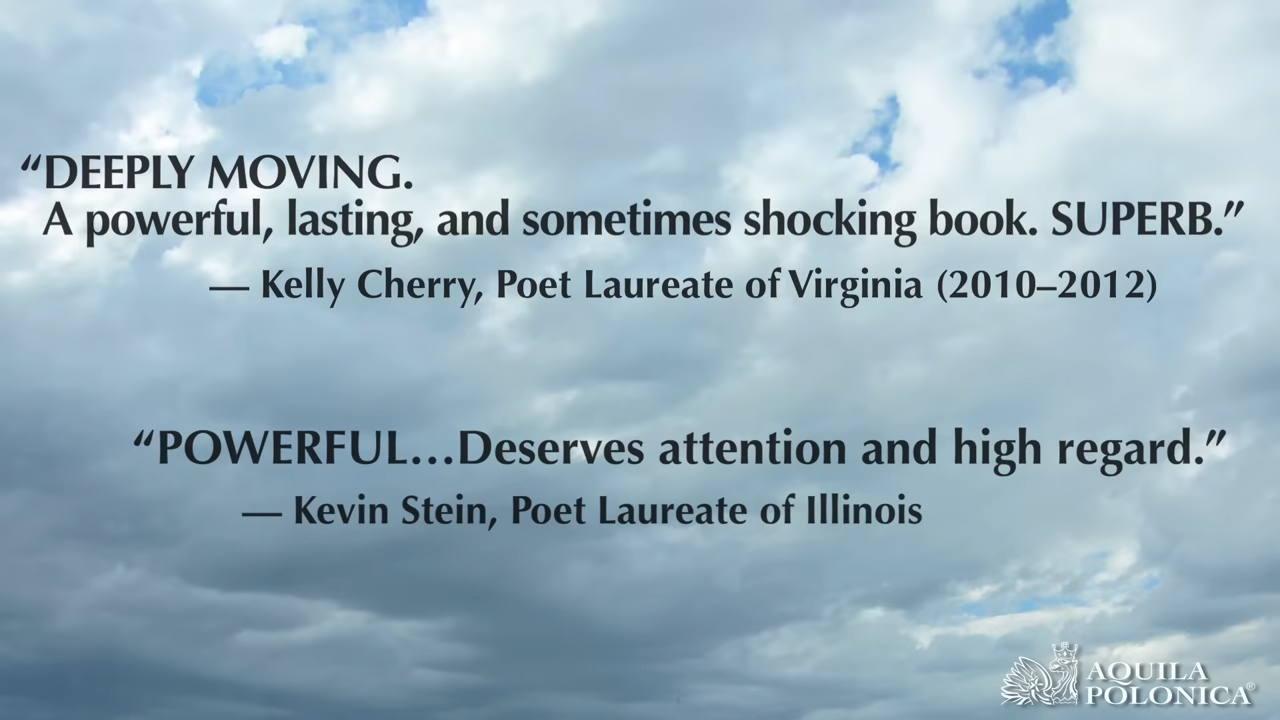 “DEEPLY MOVING.
A powerful, lasting, and sometimes shocking book. SUPERB.”
— Kelly Cherry, Poet Laureate of Virginia (2010–2012)
“POWERFUL…Deserves attention and high regard.”
— Kevin Stein, Poet Laureate of Illinois
AQUILA
POLONICA®